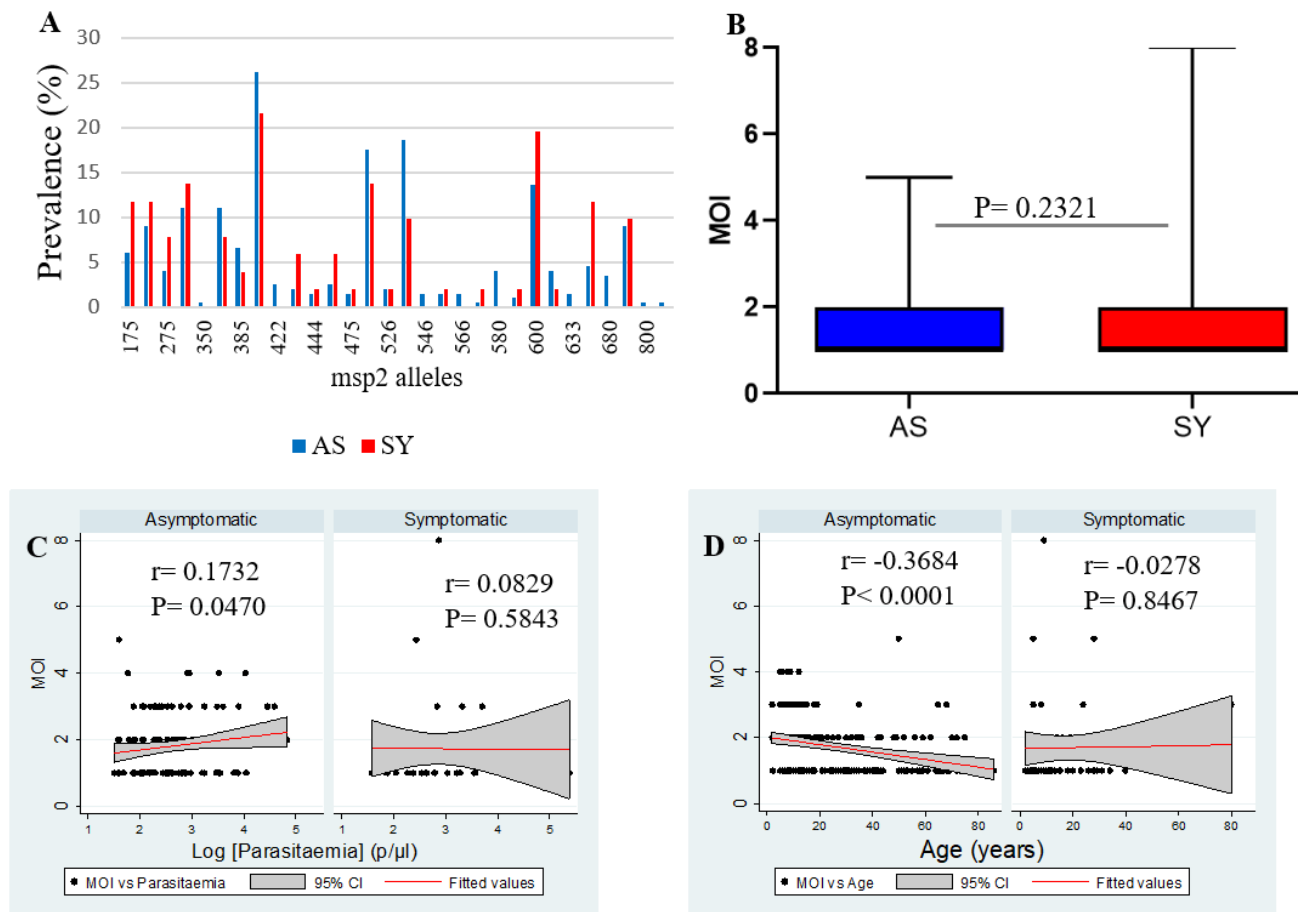 A
30
25
20
15
10
5
0
Prevalence (%)
175
275
350
385
422
444
475
526
546
566
580
600
633
680
800
msp2 alleles
AS
SY
B
8
6
4
2
0
MOI
P= 0.2321
AS
SY
C
Asymptomatic
Symptomatic
r= 0.1732
P= 0.0470
r= 0.0829
P= 0.5843
8
6
4
2
0
MOI
1 2 3 4 5
1 2 3 4 5
Log [Parasitaemia] (p/µl)
MOI vs Parasitaemia
95% CI
Fitted values
D
Asymptomatic
Symptomatic
r= -0.3684
P< 0.0001
r= -0.0278
P= 0.8467
8
6
4
2
0
MOI
0 20 40 60 80
0 20 40 60 80
Age (years)
MOI vs Age
95% CI
Fitted values